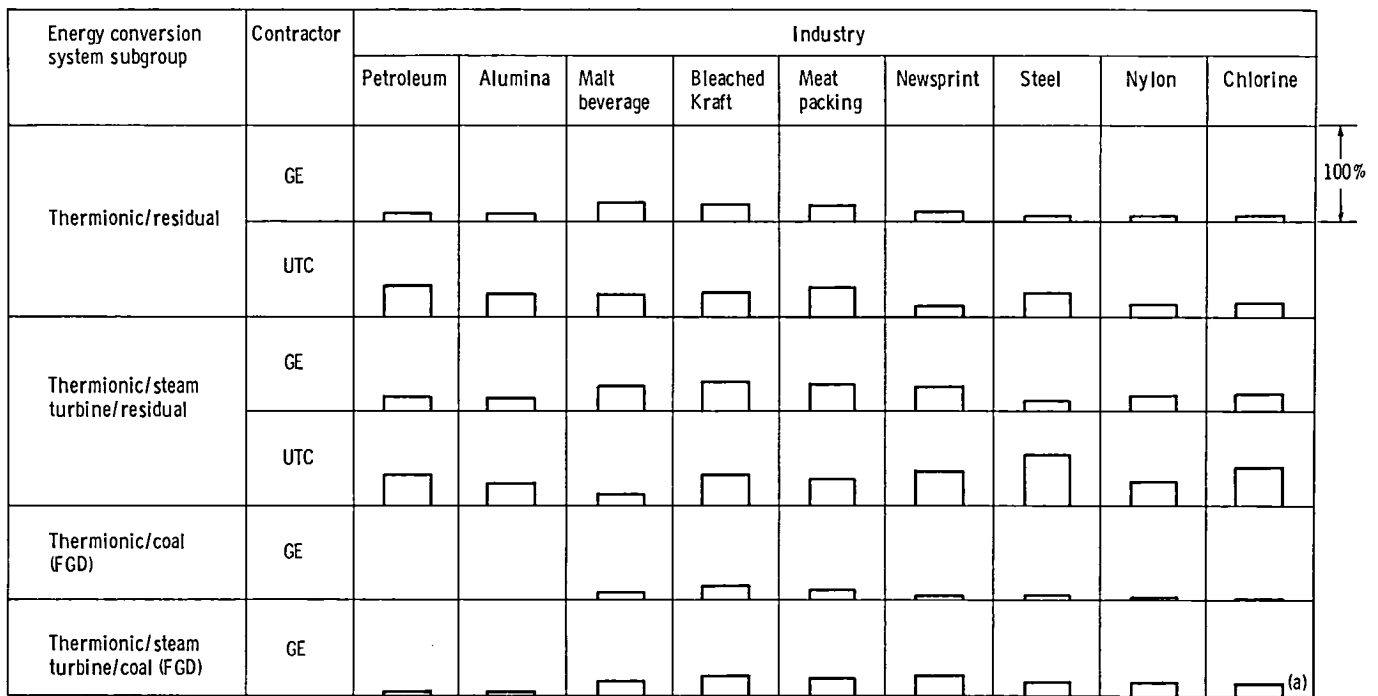 Energy conversion
system subgroup
Contractor
Industry
Petroleum
Alumina
Malt
beverage
Bleached
Kraft
Meat
packing
Newsprint
Steel
Nylon
Chlorine
100%
Thermionic/residual
GE
UTC
Thermionic/steam
turbine/residual
GE
UTC
Thermionic/coal
(FGD)
GE
Thermionic/steam
turbine/coal (FGD)
GE
(a)